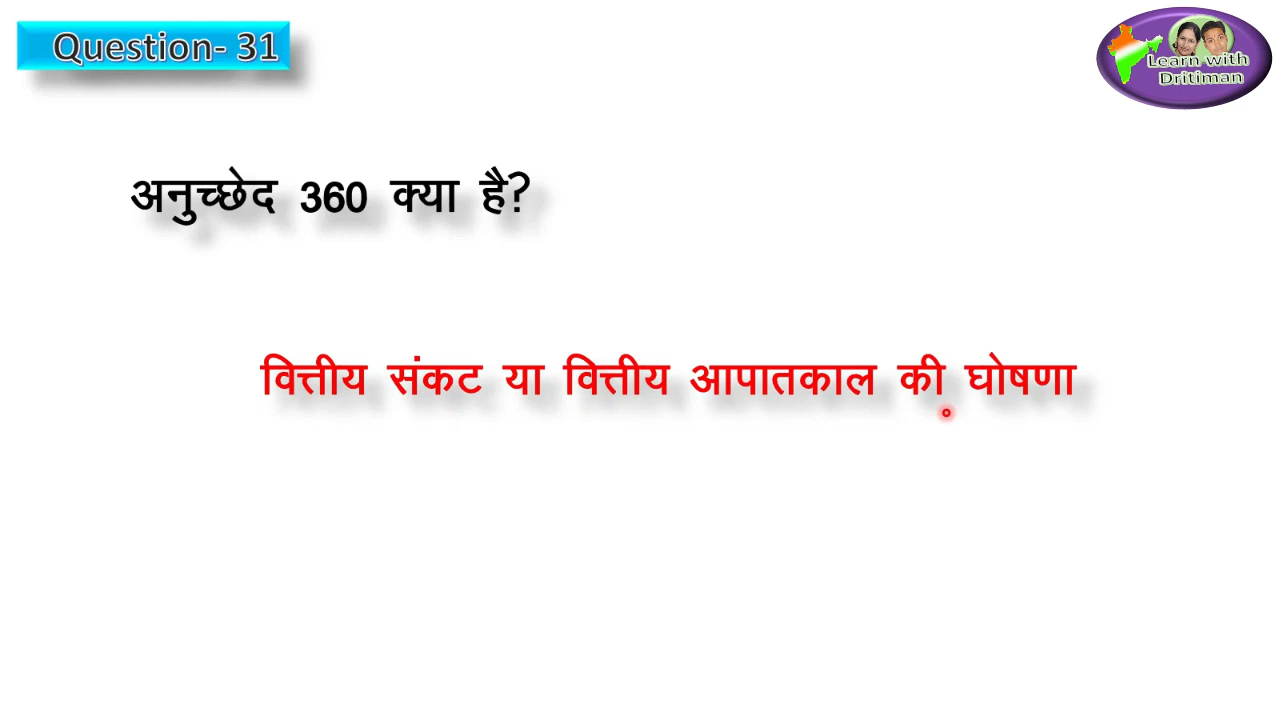 Question- 31
Learn with
Dritiman
अनुच्छेद 360 क्या है?
वित्तीय संकट या वित्तीय आपातकाल की घोषणा